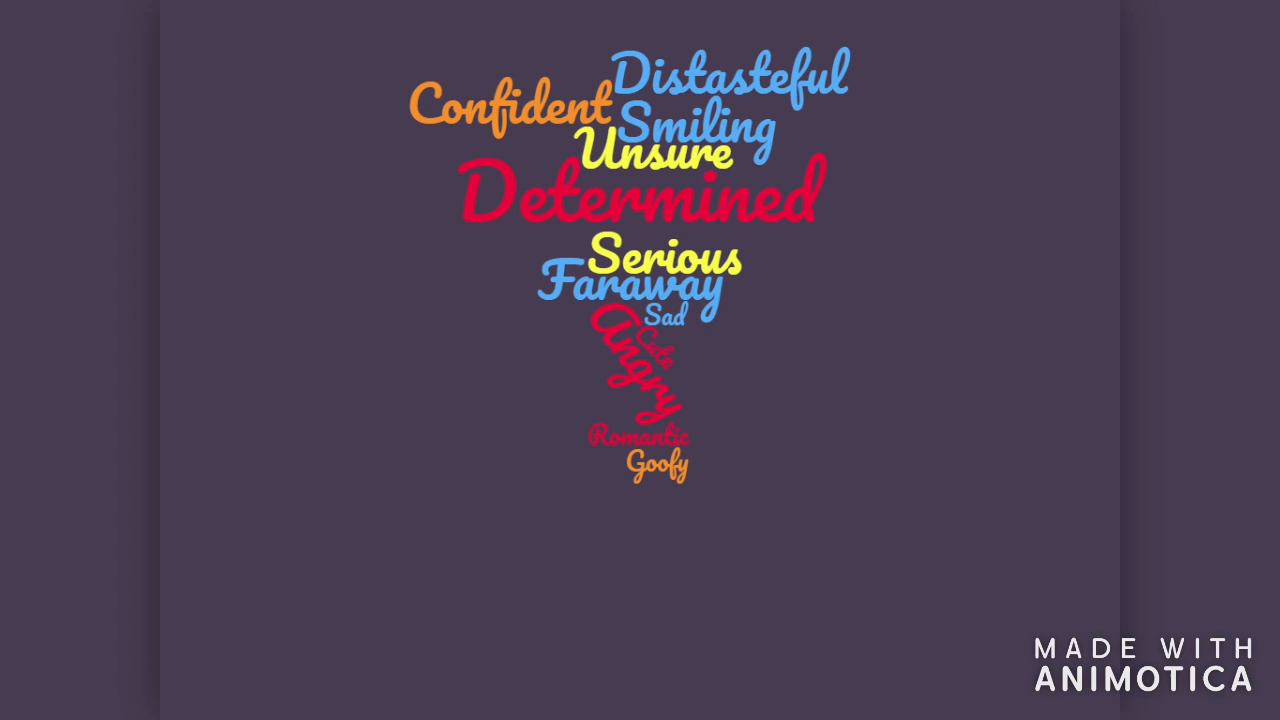 Distasteful
Confident
Smiling
Unsure
Determined
Serious
Faraway
Sad
Cute
Angry
Romantic
Goofy
MADE WITH
ANIMOTICA